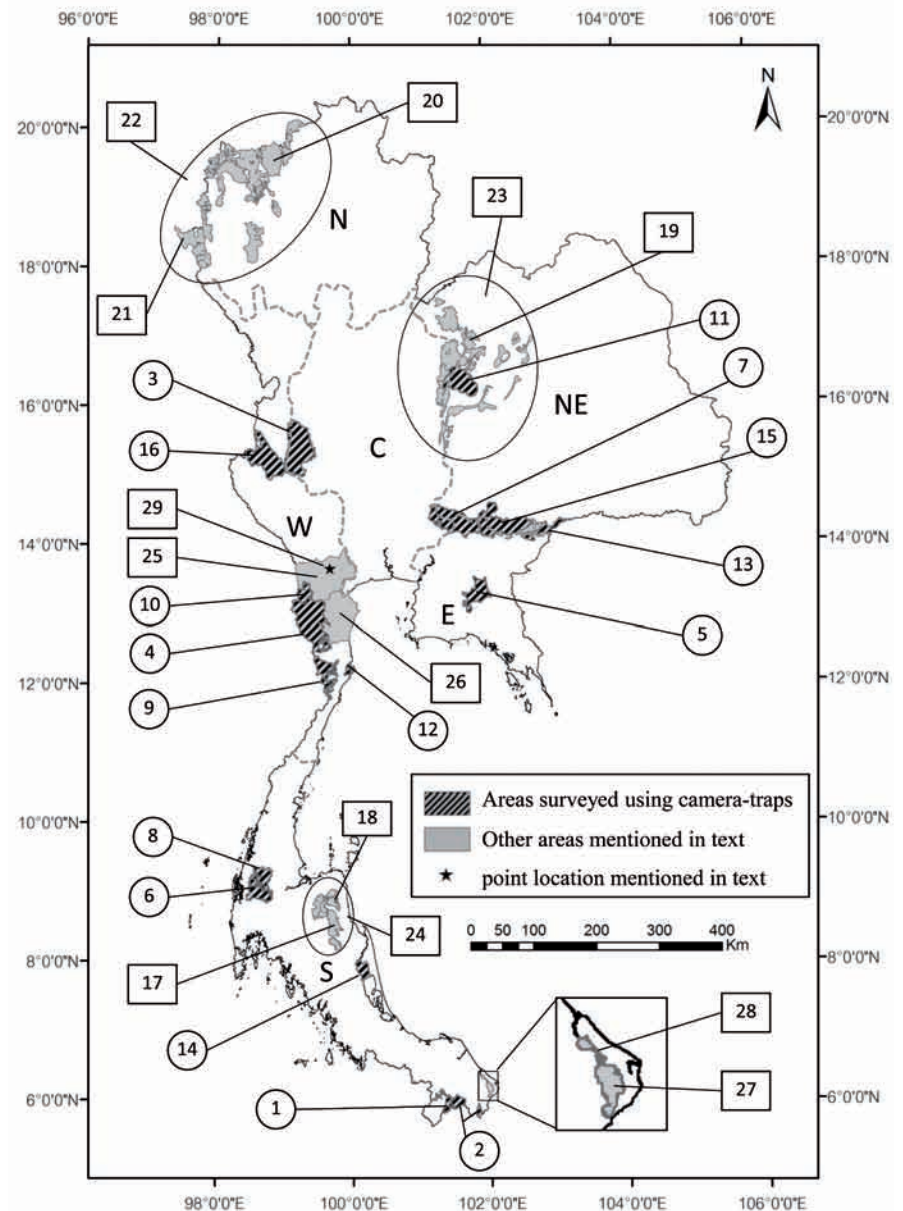 96°0'0"E 98°0'0"E 100°0'0"E 102°0'0"E 104°0'0"E 106°0'0"E
N
20°0'0"N 22 20 20°0'0"N
23
N 19
18°0'0"N 18°0'0"N
21 11
3 7
16°0'0"N NE 16°0'0"N
C 15
16
29 W
14°0'0"N 14°0'0"N
25 13
10 E 5
4
26
12°0'0"N 12°0'0"N
9 12
Areas surveyed using camera-traps
10°0'0"N 18 10°0'0"N
8 Other areas mentioned in text
6 point location mentioned in text
24 0 50 100 200 300 400
Km
8°0'0"N 8°0'0"N
17 S
14 28
27
6°0'0"N 1 6°0'0"N
2
98°0'0"E 100°0'0"E 102°0'0"E 104°0'0"E 106°0'0"E